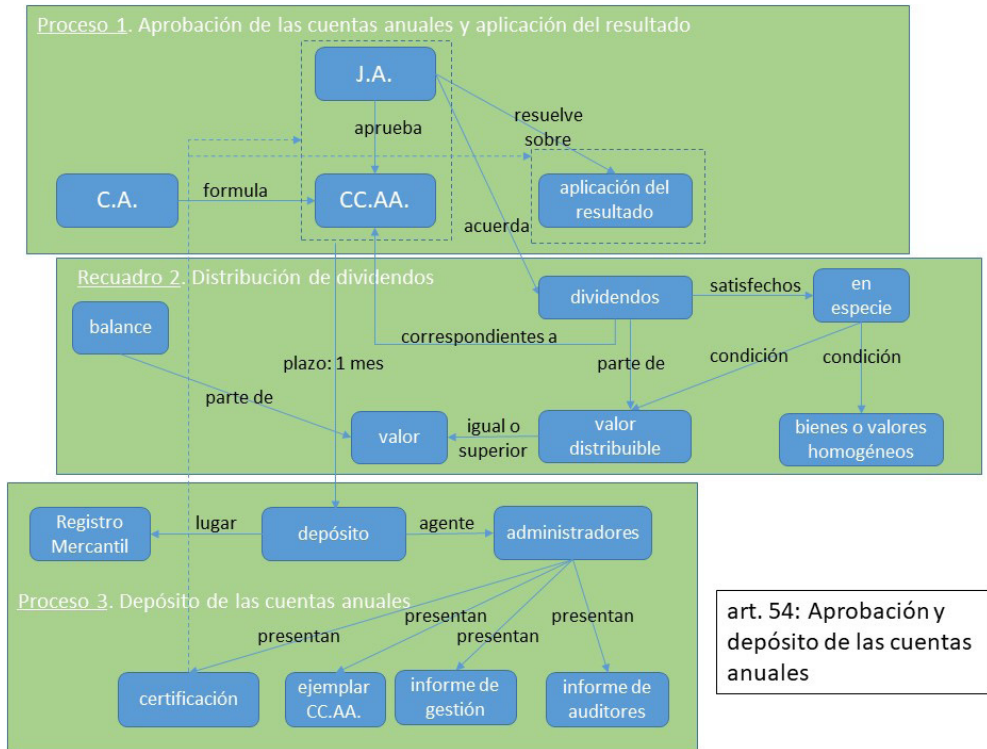 Proceso 1. Aprobación de las cuentas anuales y aplicación del resultado
J.A.
aprueba
resuelve
sobre
C.A.
formula
CC.AA.
aplicación del
resultado
acuerda
Recuadro 2. Distribución de dividendos
balance
dividendos
satisfechos
en
especie
correspondientes a
plazo: 1 mes
parte de
condición
condición
parte de
valor
igual o
superior
valor
distribuible
bienes o valores
homogéneos
Registro
Mercantil
lugar
depósito
agente
administradores
Proceso 3. Depósito de las cuentas anuales
presentan
presentan
presentan
presentan
certificación
ejemplar
CC.AA.
informe de
gestión
informe de
auditores
art. 54: Aprobación y
depósito de las cuentas
anuales